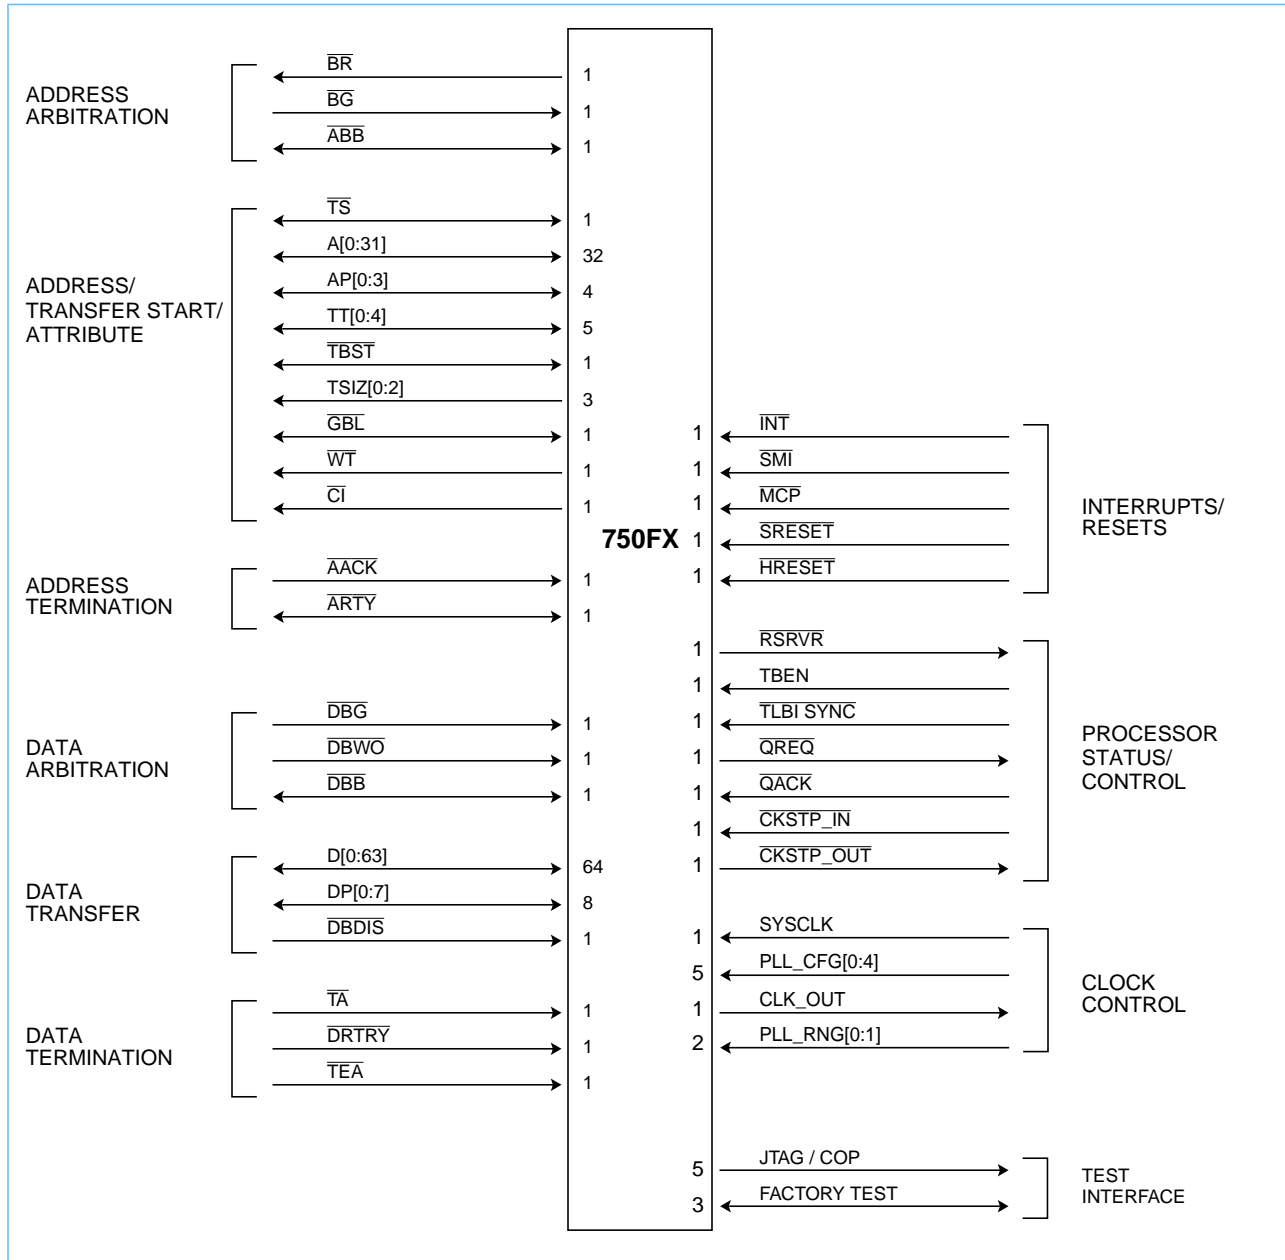 ADDRESS
ARBITRATION
BR 1
BG 1
ABB 1
ADDRESS/
TRANSFER START/
ATTRIBUTE
TS 1
A[0:31] 32
AP[0:3] 4
TT[0:4] 5
TBST 1
TSIZ[0:2] 3
GBL 1
WT 1
CI 1
ADDRESS
TERMINATION
AACK 1
ARTY 1
DATA
ARBITRATION
DBG 1
DBWO 1
DBB 1
DATA
TRANSFER
D[0:63] 64
DP[0:7] 8
DBDIS 1
DATA
TERMINATION
TA 1
DRTRY 1
TEA 1
750FX
1 INT
1 SMI
1 MCP
1 SRESET
1 HRESET
INTERRUPTS/
RESETS
1 RSRVR
1 TBEN
1 TLBI SYNC
1 QREQ
1 QACK
1 CKSTP_IN
1 CKSTP_OUT
PROCESSOR
STATUS/
CONTROL
1 SYSCLK
5 PLL_CFG[0:4]
1 CLK_OUT
2 PLL_RNG[0:1]
CLOCK
CONTROL
5 JTAG / COP
3 FACTORY TEST
TEST
INTERFACE